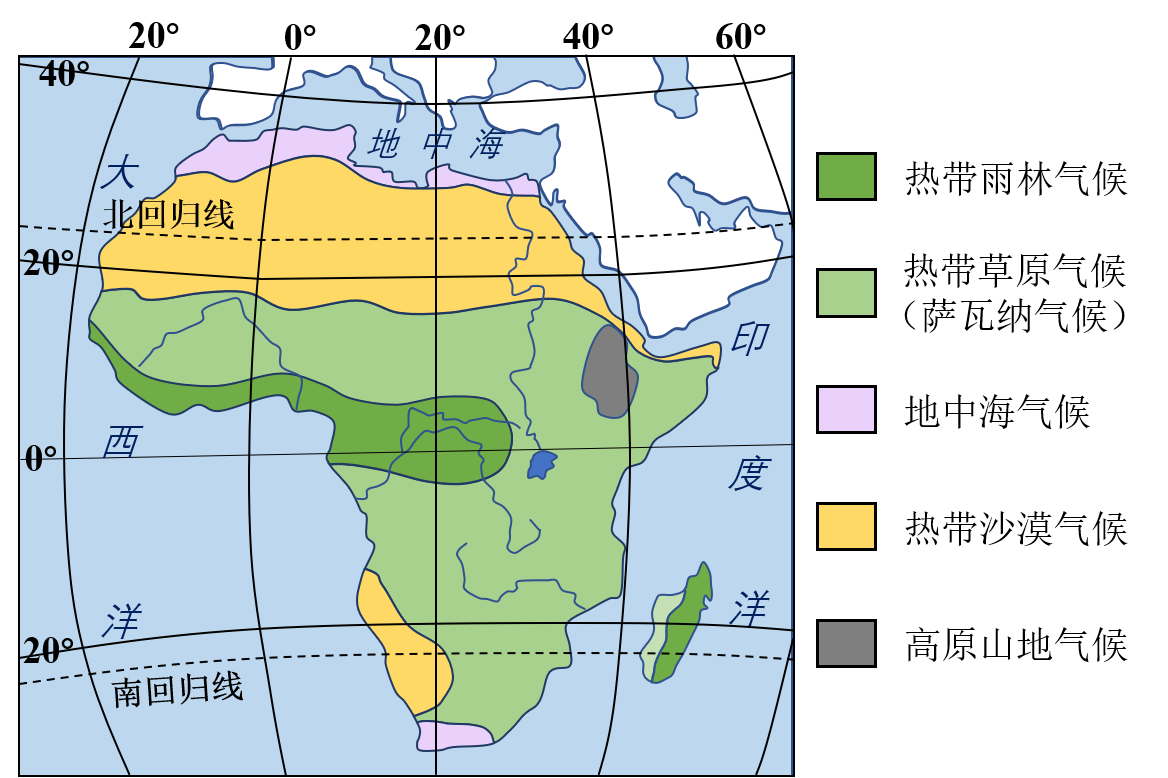 20° 0° 20° 40° 60°
40°
地 中 海
大
北回归线
20°
印
西
0°
度
洋
洋
20°
南回归线
热带雨林气候
热带草原气候
（萨瓦纳气候）
地中海气候
热带沙漠气候
高原山地气候